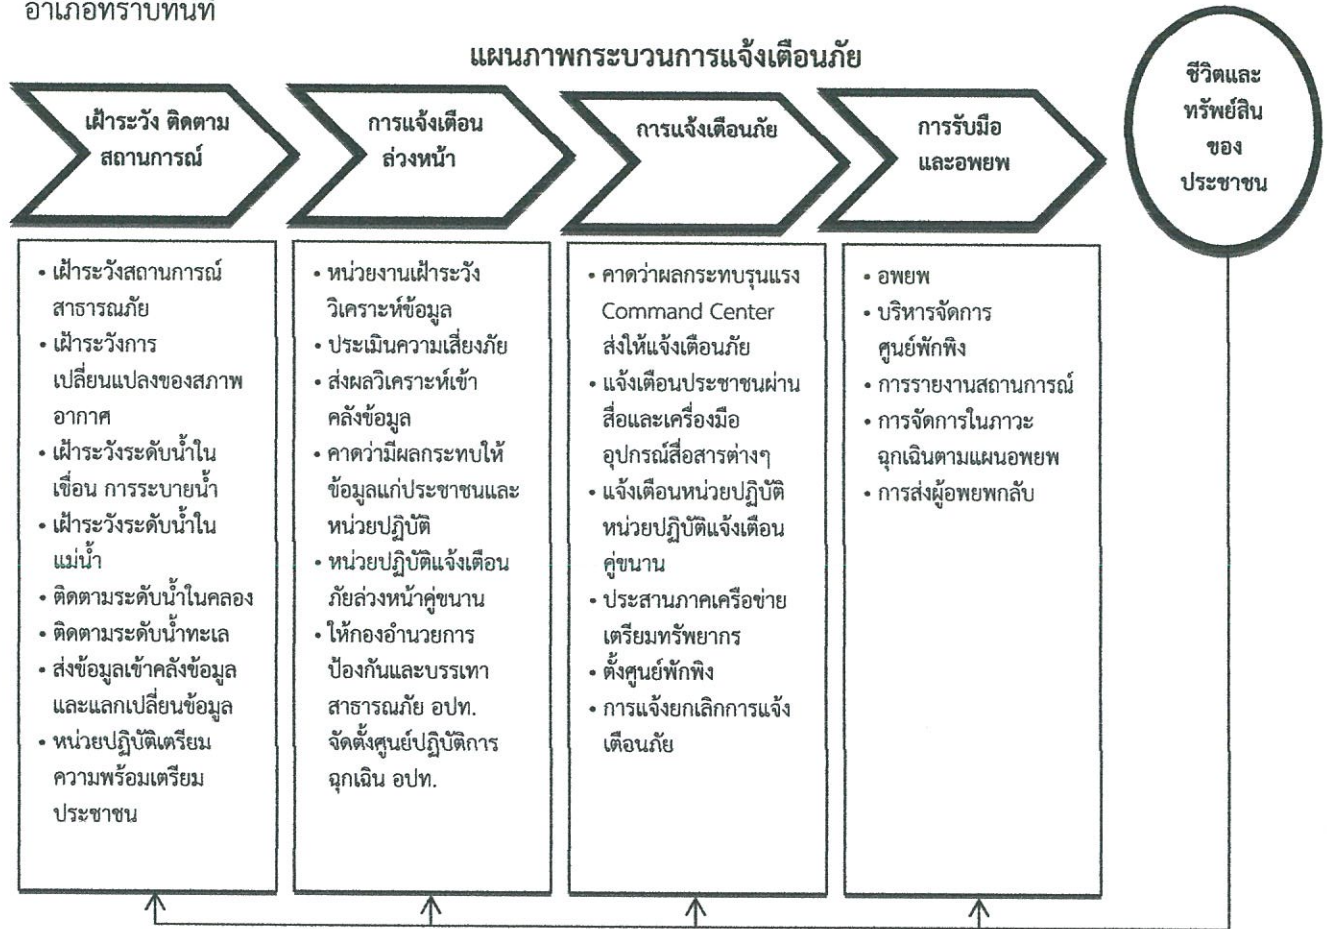 อำเภอทราบทันที
แผนภาพกระบวนการแจ้งเตือนภัย
เฝ้าระวัง ติดตาม
สถานการณ์
การแจ้งเตือน
ล่วงหน้า
การแจ้งเตือนภัย
การรับมือ
และอพยพ
ชีวิตและ
ทรัพย์สิน
ของ
ประชาชน
• เฝ้าระวังสถานการณ์
สาธารณภัย
• เฝ้าระวังการ
เปลี่ยนแปลงของสภาพ
อากาศ
• เฝ้าระวังระดับน้ำใน
เขื่อน การระบายน้ำ
• เฝ้าระวังระดับน้ำใน
แม่น้ำ
• ติดตามระดับน้ำในคลอง
• ติดตามระดับน้ำทะเล
• ส่งข้อมูลเข้าคลังข้อมูล
และแลกเปลี่ยนข้อมูล
• หน่วยปฏิบัติเตรียม
ความพร้อมเตรียม
ประชาชน
• หน่วยงานเฝ้าระวัง
วิเคราะห์ข้อมูล
• ประเมินความเสี่ยงภัย
• ส่งผลวิเคราะห์เข้า
คลังข้อมูล
• คาดว่ามีผลกระทบให้
ข้อมูลแก่ประชาชนและ
หน่วยปฏิบัติ
• หน่วยปฏิบัติแจ้งเตือน
ภัยล่วงหน้าคู่ขนาน
• ให้กองอำนวยการ
ป้องกันและบรรเทา
สาธารณภัย อปท.
จัดตั้งศูนย์ปฏิบัติการ
ฉุกเฉิน อปท.
• คาดว่าผลกระทบรุนแรง
Command Center
ส่งให้แจ้งเตือนภัย
• แจ้งเตือนประชาชนผ่าน
สื่อและเครื่องมือ
อุปกรณ์สื่อสารต่างๆ
• แจ้งเตือนหน่วยปฏิบัติ
หน่วยปฏิบัติแจ้งเตือน
คู่ขนาน
• ประสานภาคเครือข่าย
เตรียมทรัพยากร
• ตั้งศูนย์พักพิง
• การแจ้งยกเลิกการแจ้ง
เตือนภัย
• อพยพ
• บริหารจัดการ
ศูนย์พักพิง
• การรายงานสถานการณ์
• การจัดการในภาวะ
ฉุกเฉินตามแผนอพยพ
• การส่งผู้อพยพกลับ